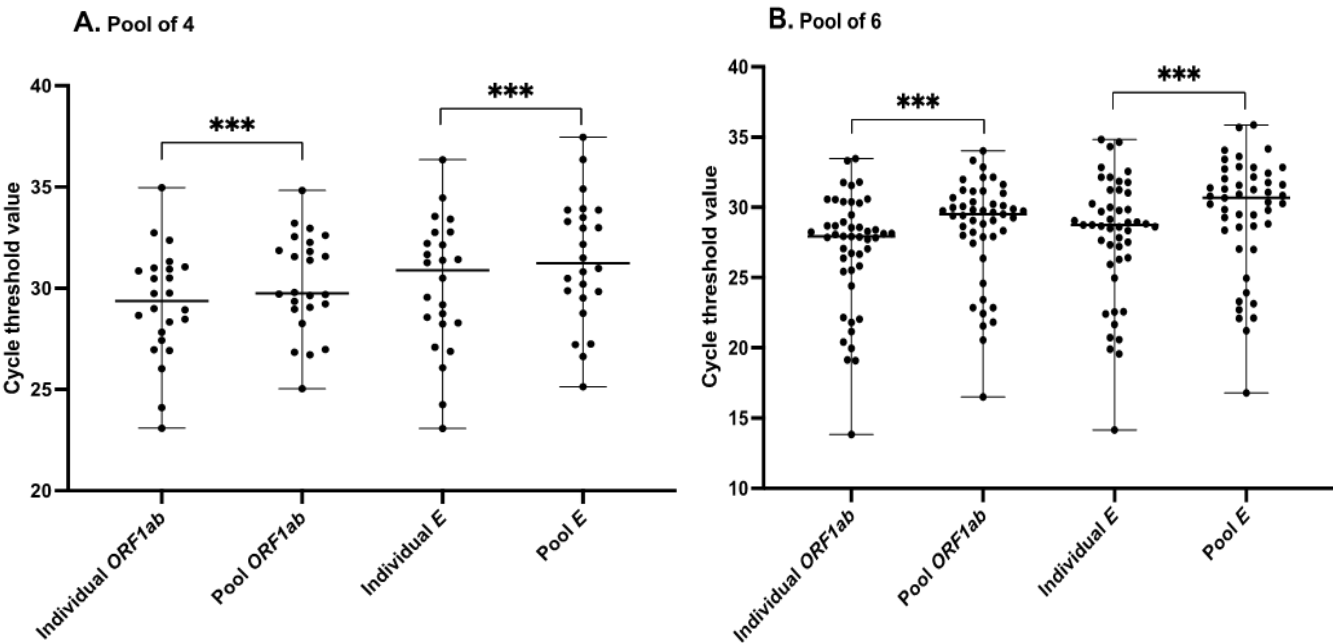 A. Pool of 4
Cycle threshold value
40
35
30
25
20
***
***
Individual ORF1ab
Pool ORF1ab
Individual E
Pool E
B. Pool of 6
Cycle threshold value
40
35
30
25
20
15
10
***
***
Individual ORF1ab
Pool ORF1ab
Individual E
Pool E